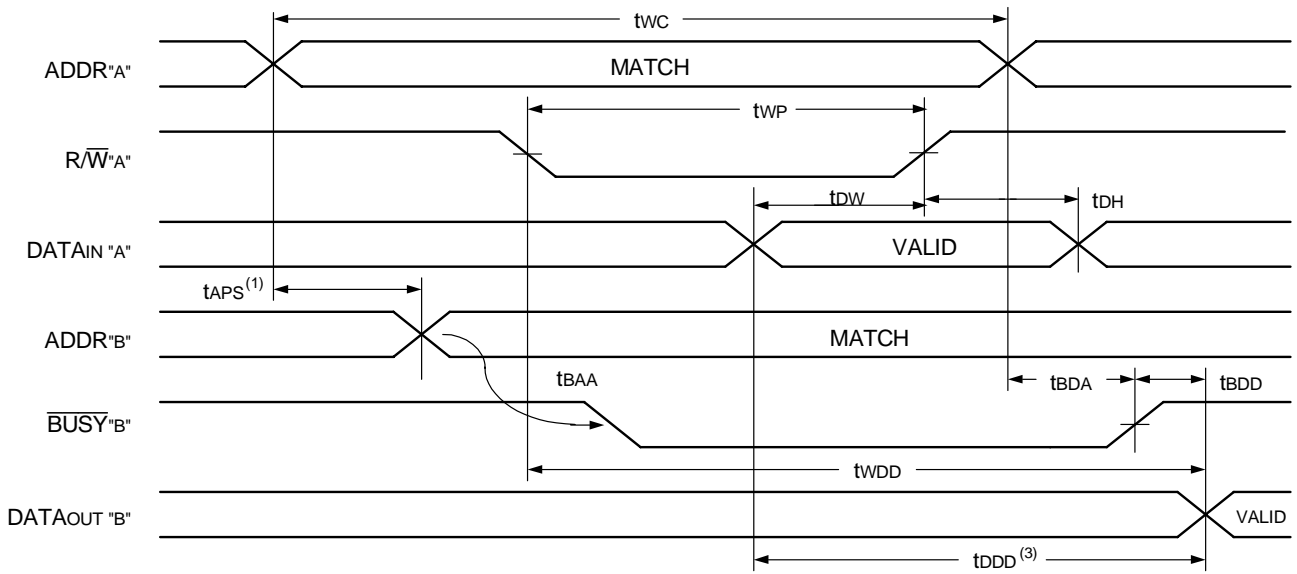 tWC
ADDR"A"
MATCH
tWP
R/W̅"A"
tDW
tDH
DATAIN "A"
VALID
tAPS(1)
ADDR"B"
MATCH
tBAA
tBDA
tBDD
B̅U̅S̅Y̅"B"
tWDD
DATAOUT "B"
VALID
tDDD(3)